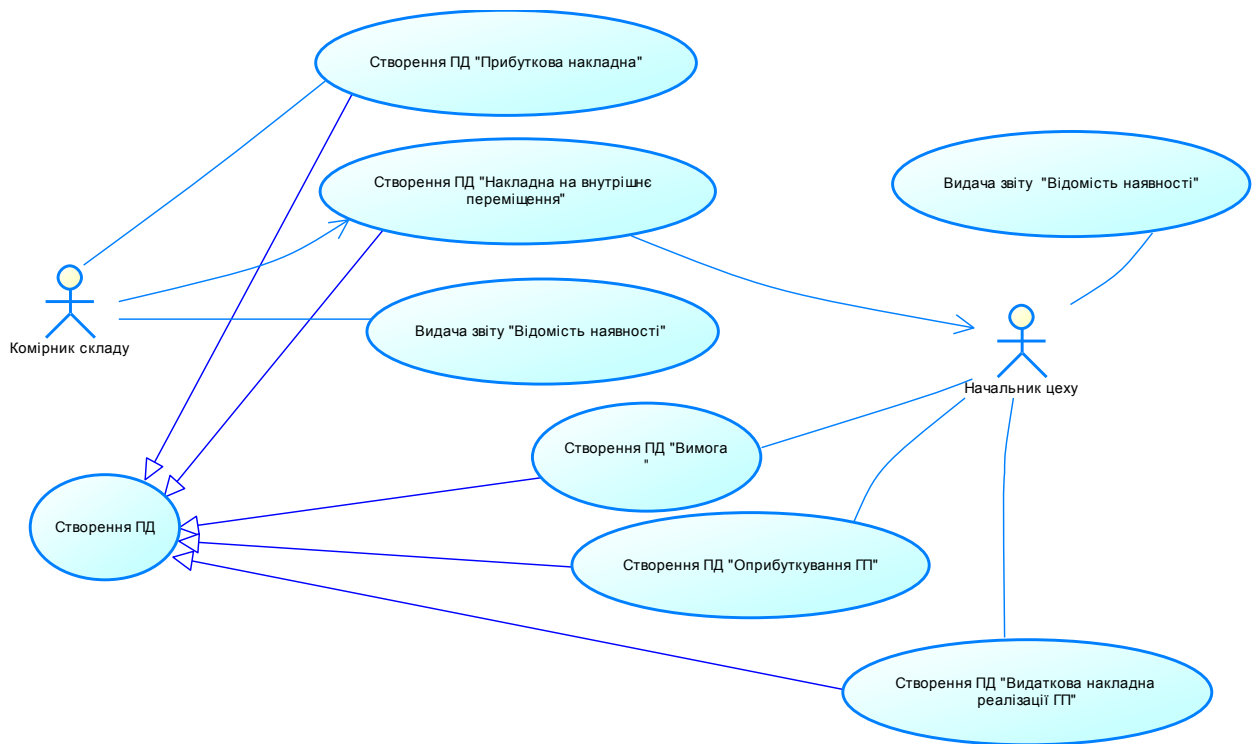 Створення ПД "Прибуткова накладна"
Створення ПД "Накладна на внутрішнє
переміщення"
Видача звіту  "Відомість наявності"
Видача звіту "Відомість наявності"
Комірник складу
Начальник цеху
Створення ПД "Вимога
"
Створення ПД
Створення ПД "Оприбуткування ГП"
Створення ПД "Видаткова накладна
реалізації ГП"